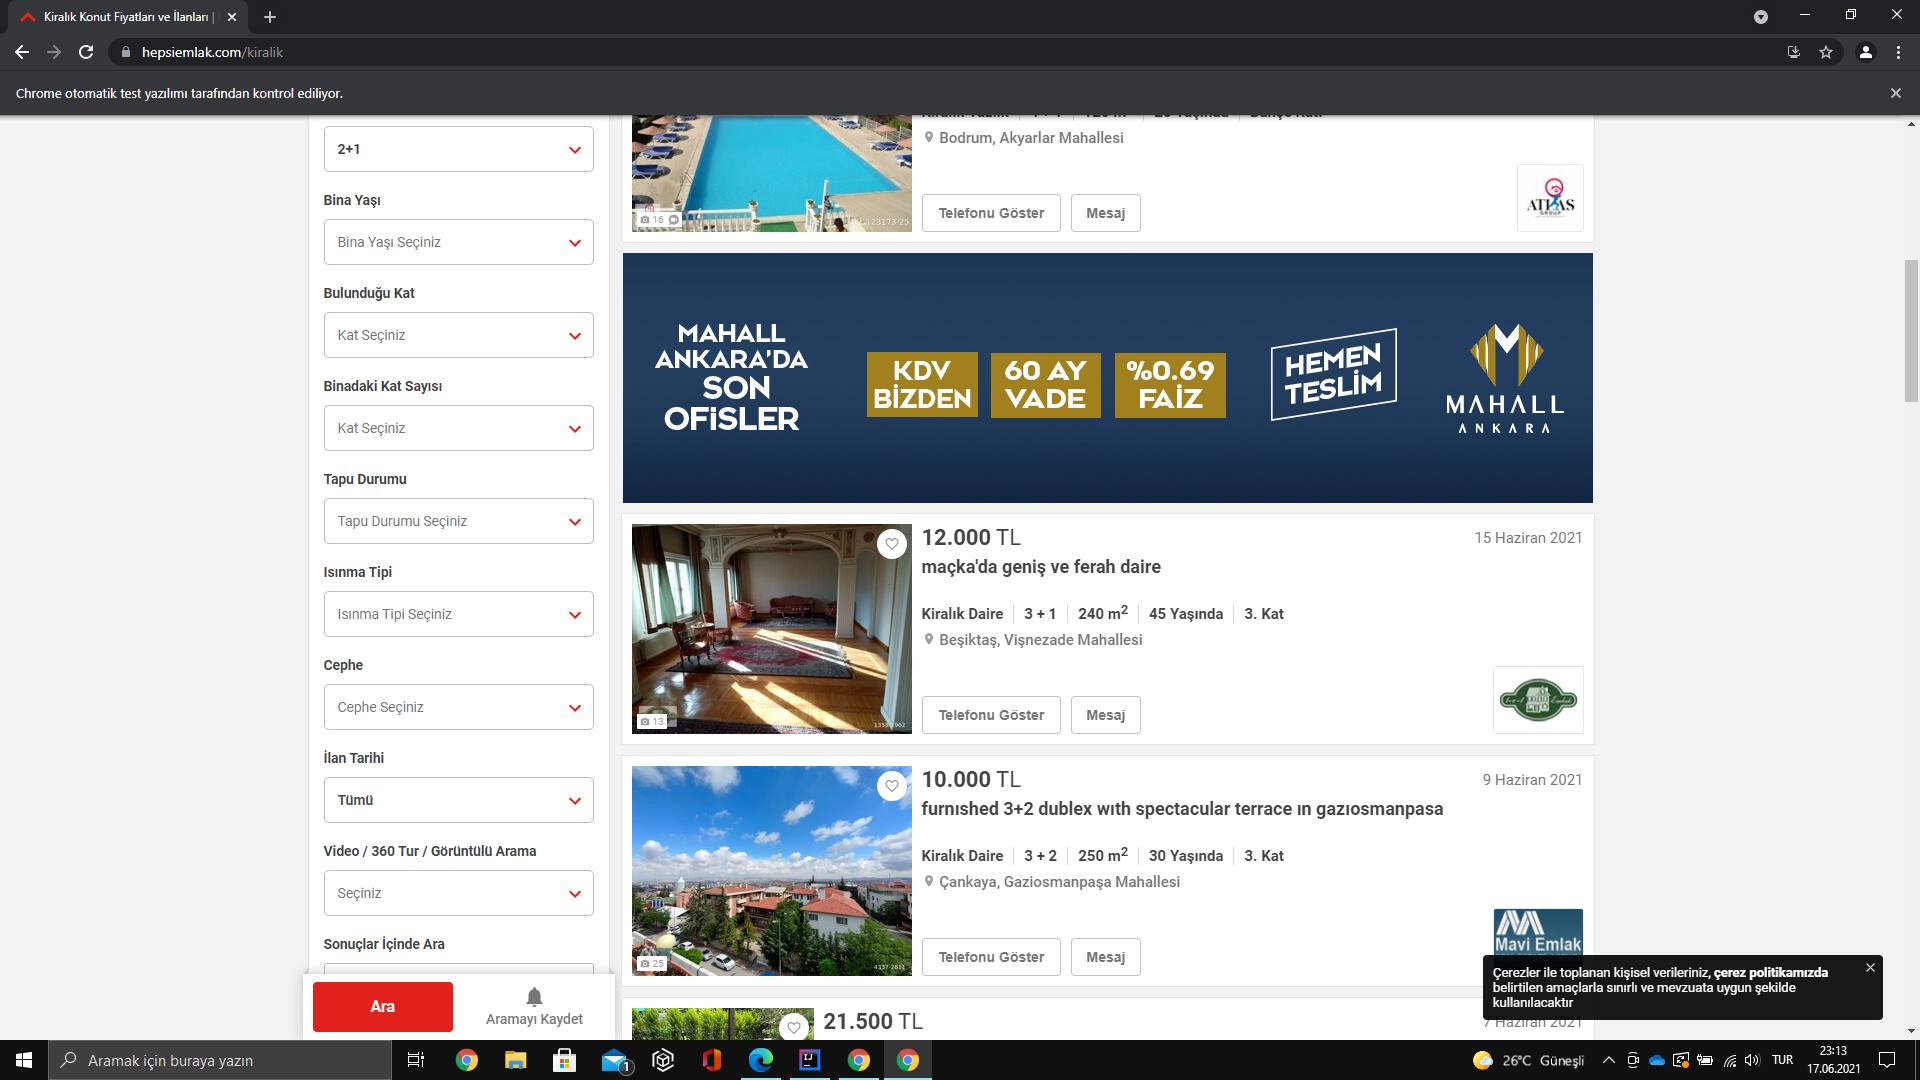 Kiralık Konut Fiyatları ve İlanları |
hepsiemlak.com/kiralik
Chrome otomatik test yazılımı tarafından kontrol ediliyor.
2+1
Bina Yaşı
Bina Yaşı Seçiniz
Bulunduğu Kat
Kat Seçiniz
Binadaki Kat Sayısı
Kat Seçiniz
Tapu Durumu
Tapu Durumu Seçiniz
Isınma Tipi
Isınma Tipi Seçiniz
Cephe
Cephe Seçiniz
İlan Tarihi
Tümü
Video / 360 Tur / Görüntülü Arama
Seçiniz
Sonuçlar İçinde Ara
Ara
Aramayı Kaydet
Bodrum, Akyarlar Mahallesi
16
Telefonu Göster
Mesaj
ATLAS
GROUP
MAHALL
ANKARA'DA
SON
OFİSLER
KDV
BİZDEN
60 AY
VADE
%0.69
FAİZ
HEMEN
TESLİM
MAHALL
ANKARA
12.000 TL
15 Haziran 2021
maçka'da geniş ve ferah daire
Kiralık Daire 3 + 1 240 m2 45 Yaşında 3. Kat
Beşiktaş, Vişnezade Mahallesi
13
Telefonu Göster
Mesaj
10.000 TL
9 Haziran 2021
furnıshed 3+2 dublex wıth spectacular terrace ın gazıosmanpasa
Kiralık Daire 3 + 2 250 m2 30 Yaşında 3. Kat
Çankaya, Gaziosmanpaşa Mahallesi
25
Telefonu Göster
Mesaj
Mavi Emlak
21.500 TL
7 Haziran 2021
Çerezler ile toplanan kişisel verileriniz, çerez politikamızda
belirtilen amaçlarla sınırlı ve mevzuata uygun şekilde
kullanılacaktır
Aramak için buraya yazın
1
26°C Güneşli
TUR
23:13
17.06.2021